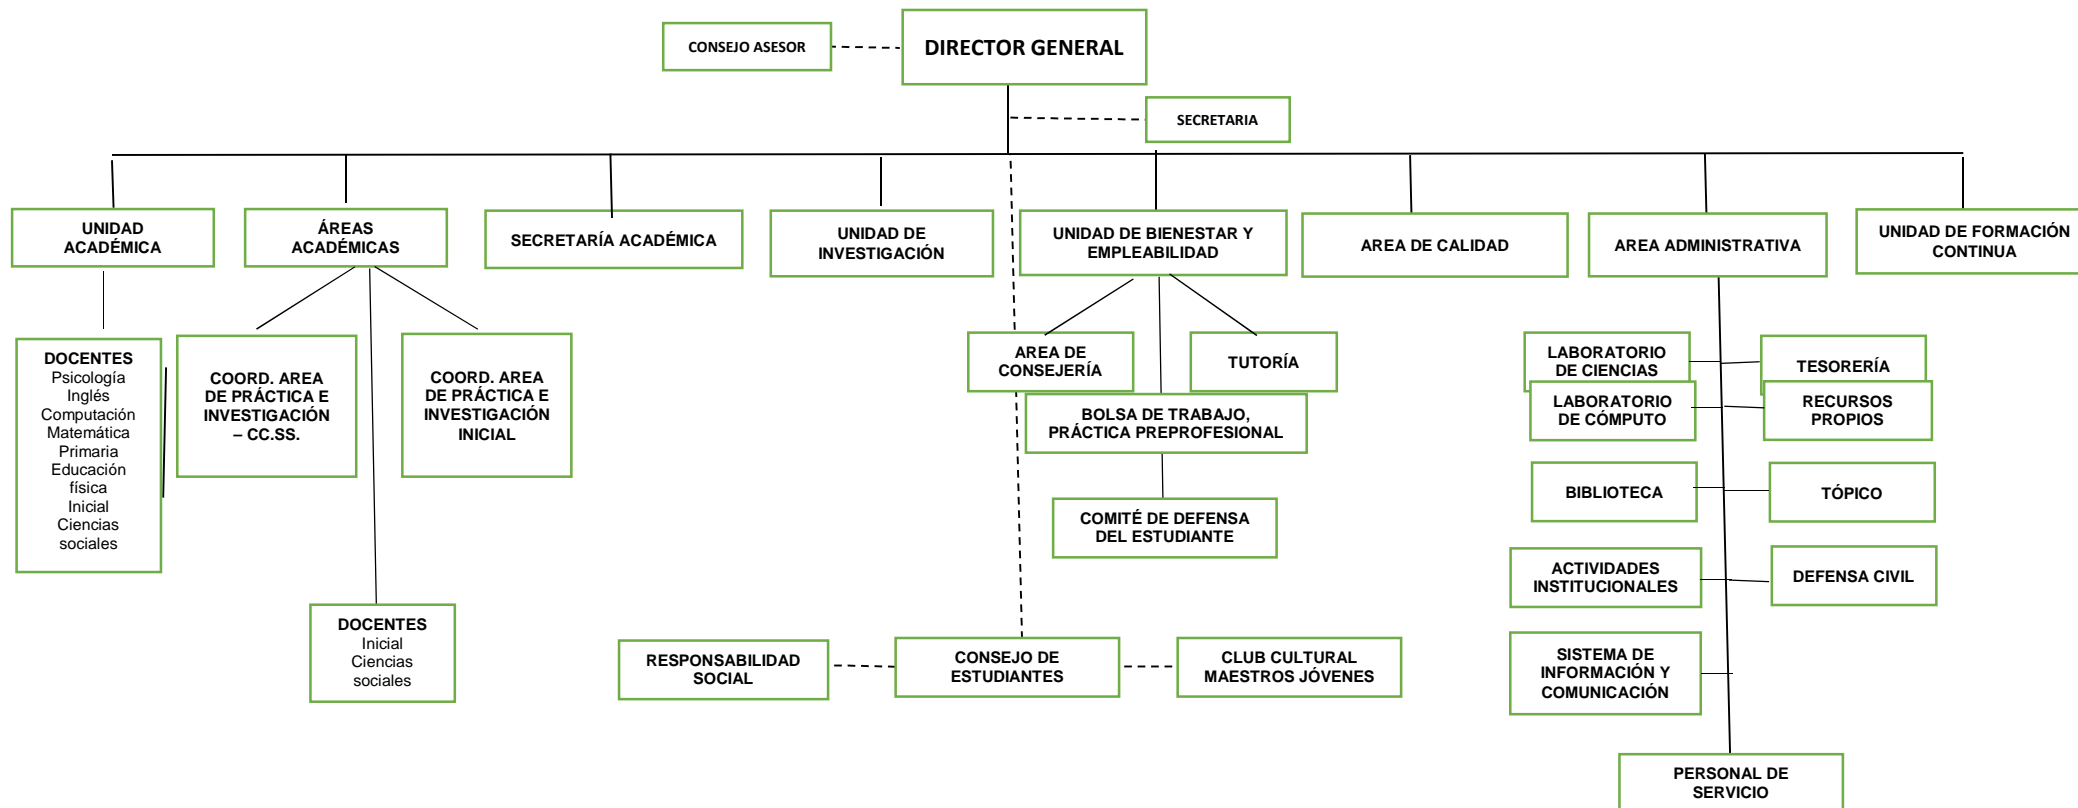 CONSEJO ASESOR
DIRECTOR GENERAL
SECRETARIA
UNIDAD
ACADÉMICA
ÁREAS
ACADÉMICAS
SECRETARÍA ACADÉMICA
UNIDAD DE
INVESTIGACIÓN
UNIDAD DE BIENESTAR Y
EMPLEABILIDAD
AREA DE CALIDAD
AREA ADMINISTRATIVA
UNIDAD DE FORMACIÓN
CONTINUA
DOCENTES
Psicología
Inglés
Computación
Matemática
Primaria
Educación
física
Inicial
Ciencias
sociales
COORD. AREA
DE PRÁCTICA E
INVESTIGACIÓN
– CC.SS.
COORD. AREA
DE PRÁCTICA E
INVESTIGACIÓN
INICIAL
DOCENTES
Inicial
Ciencias
sociales
AREA DE
CONSEJERÍA
TUTORÍA
BOLSA DE TRABAJO,
PRÁCTICA PREPROFESIONAL
COMITÉ DE DEFENSA
DEL ESTUDIANTE
RESPONSABILIDAD
SOCIAL
CONSEJO DE
ESTUDIANTES
CLUB CULTURAL
MAESTROS JÓVENES
LABORATORIO
DE CIENCIAS
TESORERÍA
LABORATORIO
DE CÓMPUTO
RECURSOS
PROPIOS
BIBLIOTECA
TÓPICO
ACTIVIDADES
INSTITUCIONALES
DEFENSA CIVIL
SISTEMA DE
INFORMACIÓN Y
COMUNICACIÓN
PERSONAL DE
SERVICIO